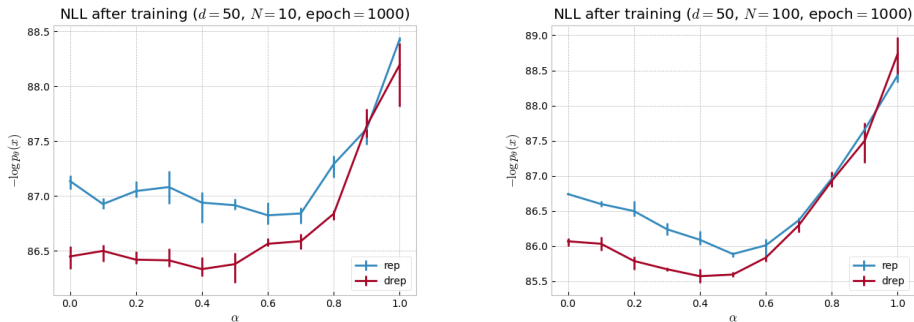 NLL after training (d = 50, N = 10, epoch = 1000)
88.5
88.0
87.5
87.0
86.5
−log pθ(x)
0.0 0.2 0.4 0.6 0.8 1.0
α
rep
drep
NLL after training (d = 50, N = 100, epoch = 1000)
89.0
88.5
88.0
87.5
87.0
86.5
86.0
85.5
−log pθ(x)
0.0 0.2 0.4 0.6 0.8 1.0
α
rep
drep